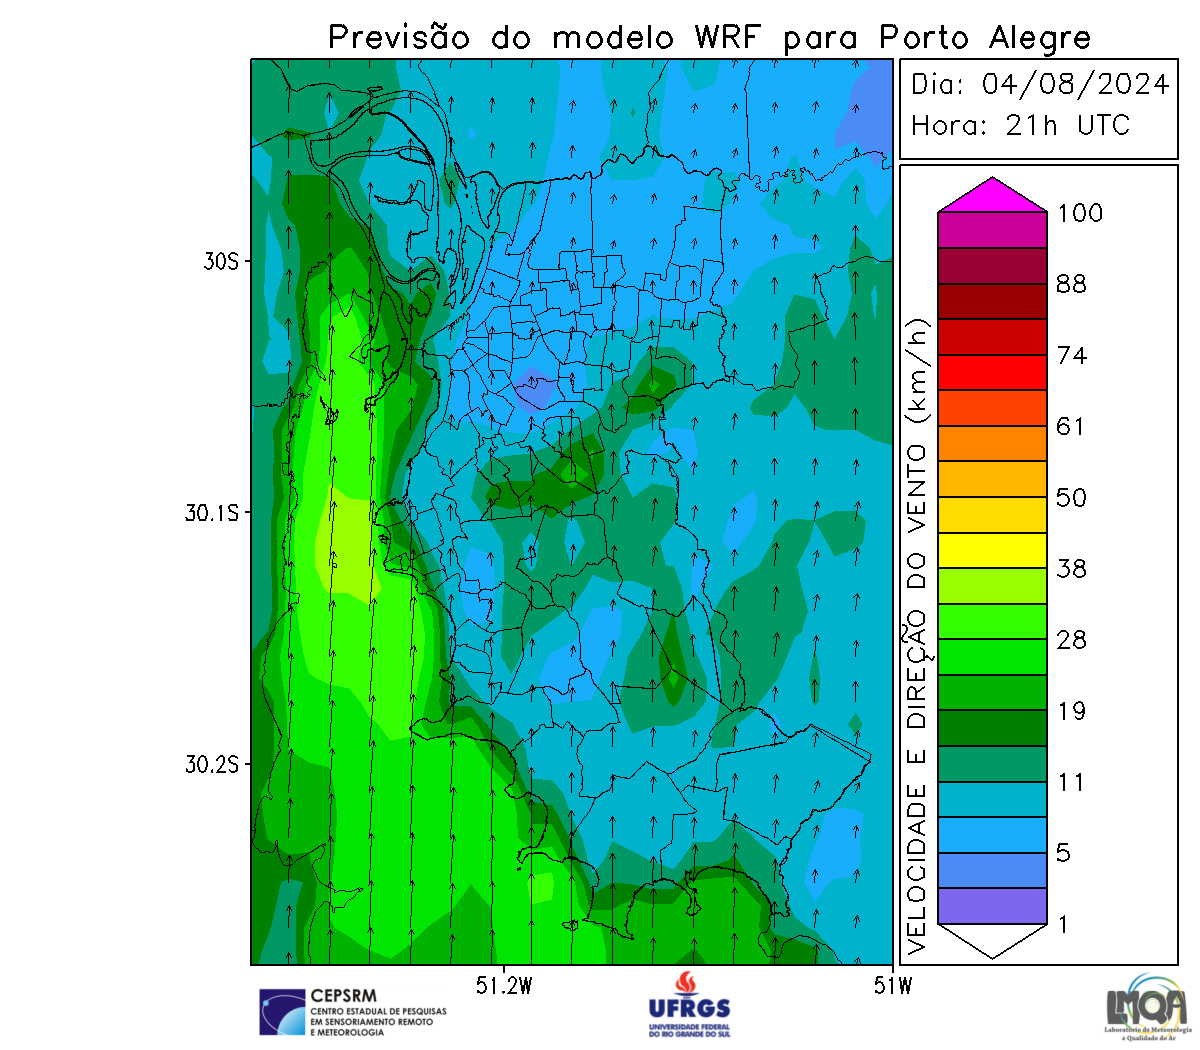 Previsão do modelo WRF para Porto Alegre
Dia: 04/08/2024
Hora: 21h UTC
30S
30.1S
30.2S
51.2W
51W
VELOCIDADE E DIREÇÃO DO VENTO (km/h)
100
88
74
61
50
38
28
19
11
5
1
CEPSRM
CENTRO ESTADUAL DE PESQUISAS
EM SENSORIAMENTO REMOTO
E METEOROLOGIA
UFRGS
UNIVERSIDADE FEDERAL
DO RIO GRANDE DO SUL
LMQA
Laboratório de Meteorologia
e Qualidade do Ar